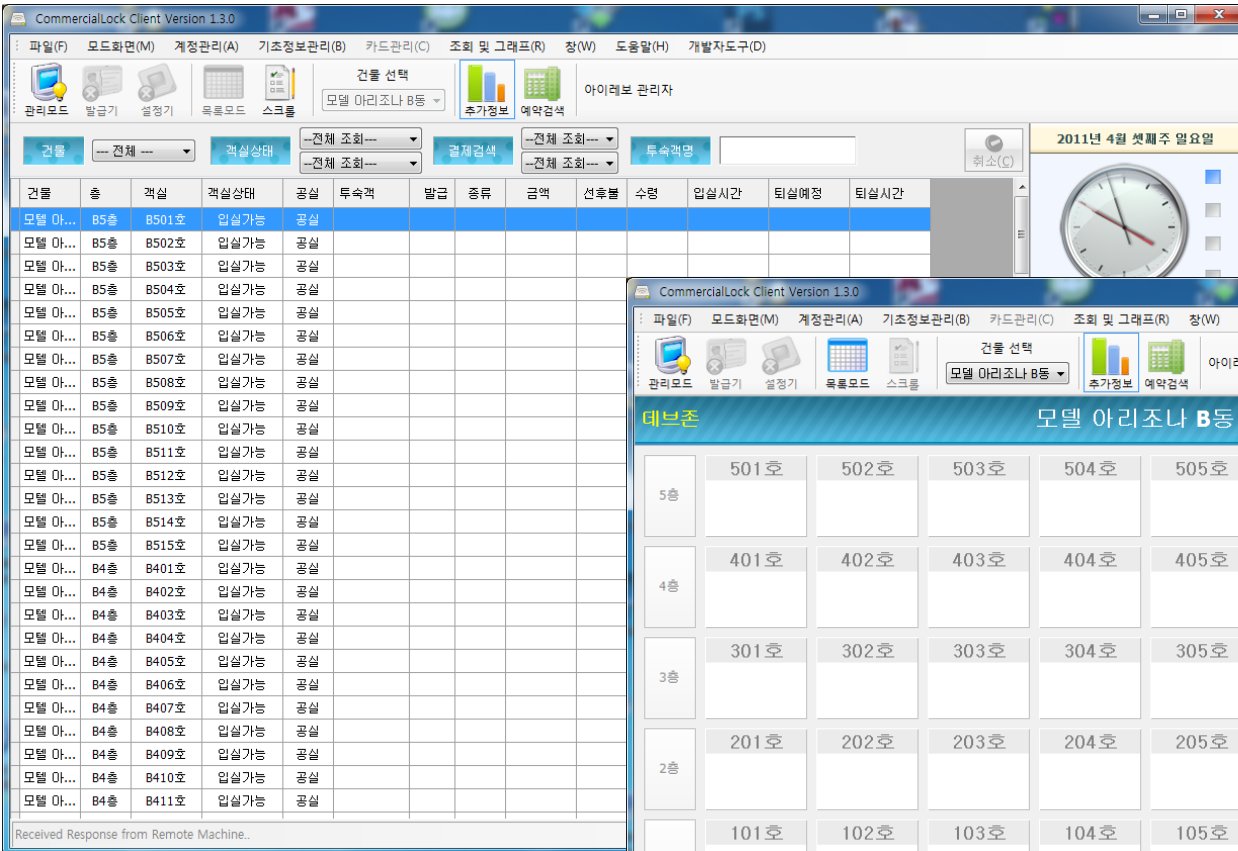 CommercialLock Client Version 1.3.0
파일(F) 모드화면(M) 계정관리(A) 기초정보관리(B) 카드관리(C) 조회 및 그래프(R) 창(W) 도움말(H) 개발자도구(D)
관리모드 발급기 설정기 목록모드 스크롤 건물 선택 모델 아리조나 B동 추가정보 예약검색 아이레보 관리자
건물 --- 전체 --- 객실상태 --전체 조회--- --전체 조회--- 결제검색 --전체 조회--- --전체 조회--- 투숙객명 취소(C) 2011년 4월 셋째주 일요일
건물 층 객실 객실상태 공실 투숙객 발급 종류 금액 선후불 수령 입실시간 퇴실예정 퇴실시간
모델 아... B5층 B501호 입실가능 공실
모델 아... B5층 B502호 입실가능 공실
모델 아... B5층 B503호 입실가능 공실
모델 아... B5층 B504호 입실가능 공실
모델 아... B5층 B505호 입실가능 공실
모델 아... B5층 B506호 입실가능 공실
모델 아... B5층 B507호 입실가능 공실
모델 아... B5층 B508호 입실가능 공실
모델 아... B5층 B509호 입실가능 공실
모델 아... B5층 B510호 입실가능 공실
모델 아... B5층 B511호 입실가능 공실
모델 아... B5층 B512호 입실가능 공실
모델 아... B5층 B513호 입실가능 공실
모델 아... B5층 B514호 입실가능 공실
모델 아... B5층 B515호 입실가능 공실
모델 아... B4층 B401호 입실가능 공실
모델 아... B4층 B402호 입실가능 공실
모델 아... B4층 B403호 입실가능 공실
모델 아... B4층 B404호 입실가능 공실
모델 아... B4층 B405호 입실가능 공실
모델 아... B4층 B406호 입실가능 공실
모델 아... B4층 B407호 입실가능 공실
모델 아... B4층 B408호 입실가능 공실
모델 아... B4층 B409호 입실가능 공실
모델 아... B4층 B410호 입실가능 공실
모델 아... B4층 B411호 입실가능 공실
Received Response from Remote Machine..
CommercialLock Client Version 1.3.0
파일(F) 모드화면(M) 계정관리(A) 기초정보관리(B) 카드관리(C) 조회 및 그래프(R) 창(W)
관리모드 발급기 설정기 목록모드 스크롤 건물 선택 모델 아리조나 B동 추가정보 예약검색 아이레
데브존 모델 아리조나 B동
5층 501호 502호 503호 504호 505호
4층 401호 402호 403호 404호 405호
3층 301호 302호 303호 304호 305호
2층 201호 202호 203호 204호 205호
101호 102호 103호 104호 105호